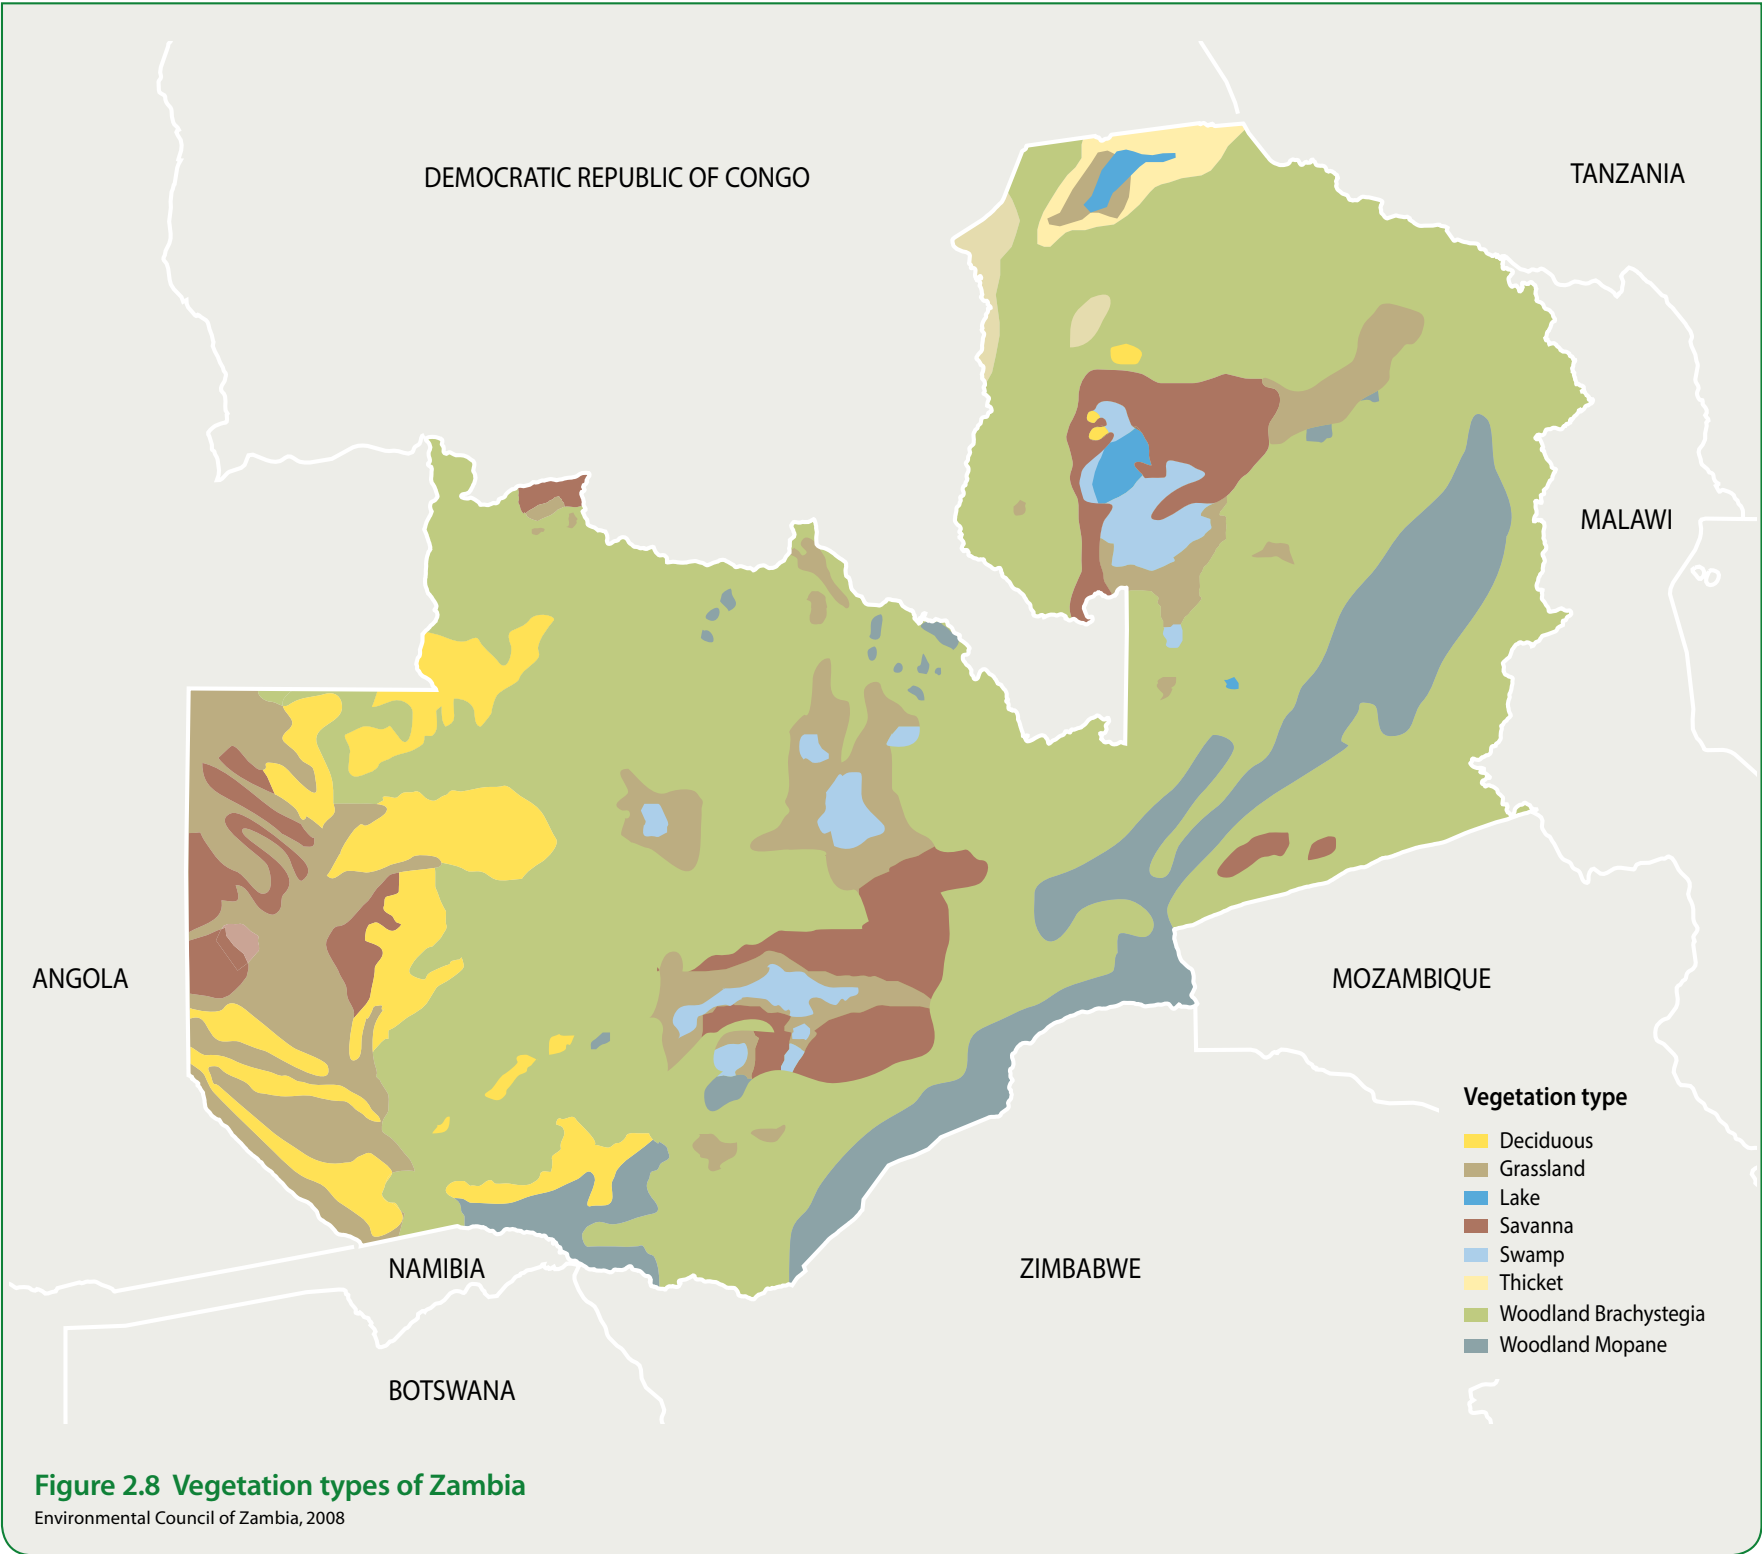 DEMOCRATIC REPUBLIC OF CONGO
TANZANIA
MALAWI
ANGOLA
MOZAMBIQUE
NAMIBIA
ZIMBABWE
BOTSWANA
Vegetation type
Deciduous
Grassland
Lake
Savanna
Swamp
Thicket
Woodland Brachystegia
Woodland Mopane
Figure 2.8 Vegetation types of Zambia
Environmental Council of Zambia, 2008